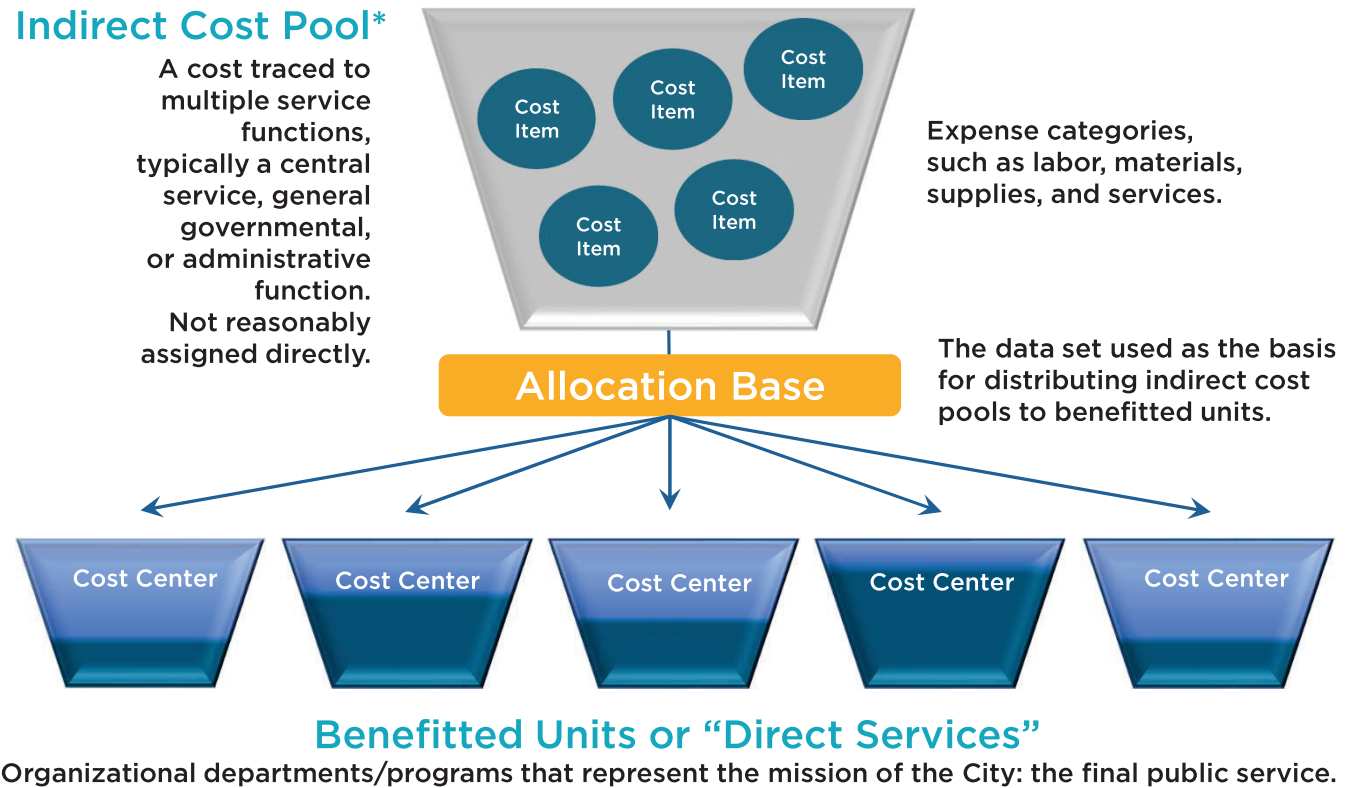 Indirect Cost Pool*
A cost traced to
multiple service
functions,
typically a central
service, general
governmental,
or administrative
function.
Not reasonably
assigned directly.
Cost
Item
Cost
Item
Cost
Item
Cost
Item
Cost
Item
Expense categories,
such as labor, materials,
supplies, and services.
Allocation Base
The data set used as the basis
for distributing indirect cost
pools to benefitted units.
Cost Center
Cost Center
Cost Center
Cost Center
Cost Center
Benefitted Units or “Direct Services”
Organizational departments/programs that represent the mission of the City: the final public service.